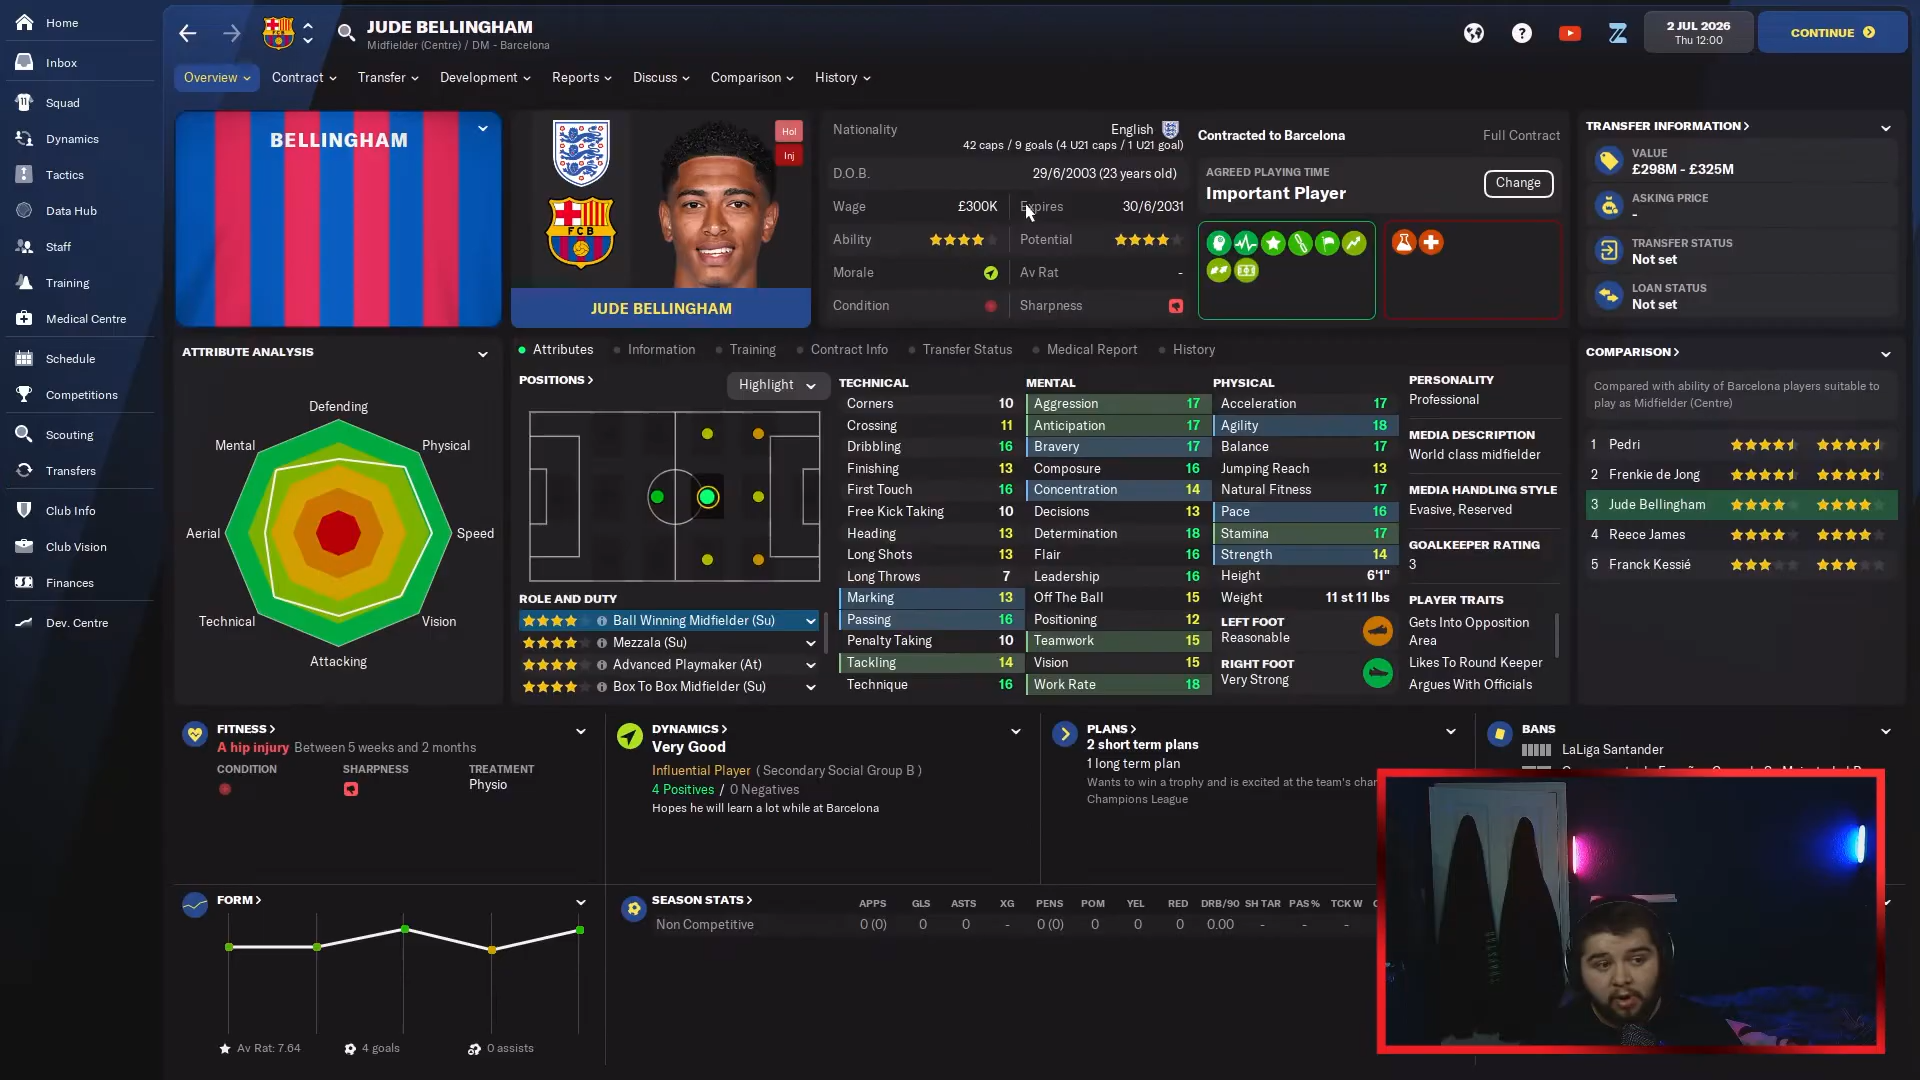 Home
Inbox
Squad
Dynamics
Tactics
Data Hub
Staff
Training
Medical Centre
Schedule
Competitions
Scouting
Transfers
Club Info
Club Vision
Finances
Dev. Centre
JUDE BELLINGHAM
Midfielder (Centre) / DM - Barcelona
2 JUL 2026
Thu 12:00
CONTINUE
Overview Contract Transfer Development Reports Discuss Comparison History
BELLINGHAM
FCB
Hol
Inj
JUDE BELLINGHAM
Nationality English
42 caps / 9 goals (4 U21 caps / 1 U21 goal)
D.O.B. 29/6/2003 (23 years old)
Wage £300K Expires 30/6/2031
Ability Potential
Morale Av Rat -
Condition Sharpness
Contracted to Barcelona Full Contract
AGREED PLAYING TIME
Important Player
Change
TRANSFER INFORMATION >
VALUE
£298M - £325M
ASKING PRICE
-
TRANSFER STATUS
Not set
LOAN STATUS
Not set
ATTRIBUTE ANALYSIS
Defending
Physical
Speed
Vision
Attacking
Technical
Aerial
Mental
Attributes Information Training Contract Info Transfer Status Medical Report History
POSITIONS >
Highlight
ROLE AND DUTY
Ball Winning Midfielder (Su)
Mezzala (Su)
Advanced Playmaker (At)
Box To Box Midfielder (Su)
TECHNICAL
Corners 10
Crossing 11
Dribbling 16
Finishing 13
First Touch 16
Free Kick Taking 10
Heading 13
Long Shots 13
Long Throws 7
Marking 13
Passing 16
Penalty Taking 10
Tackling 14
Technique 16
MENTAL
Aggression 17
Anticipation 17
Bravery 17
Composure 16
Concentration 14
Decisions 13
Determination 18
Flair 16
Leadership 16
Off The Ball 15
Positioning 12
Teamwork 15
Vision 15
Work Rate 18
PHYSICAL
Acceleration 17
Agility 18
Balance 17
Jumping Reach 13
Natural Fitness 17
Pace 16
Stamina 17
Strength 14
Height 6'1"
Weight 11 st 11 lbs
LEFT FOOT
Reasonable
RIGHT FOOT
Very Strong
PERSONALITY
Professional
MEDIA DESCRIPTION
World class midfielder
MEDIA HANDLING STYLE
Evasive, Reserved
GOALKEEPER RATING
3
PLAYER TRAITS
Gets Into Opposition
Area
Likes To Round Keeper
Argues With Officials
COMPARISON >
Compared with ability of Barcelona players suitable to
play as Midfielder (Centre)
1 Pedri
2 Frenkie de Jong
3 Jude Bellingham
4 Reece James
5 Franck Kessié
FITNESS >
A hip injury Between 5 weeks and 2 months
CONDITION SHARPNESS TREATMENT
Physio
DYNAMICS >
Very Good
Influential Player ( Secondary Social Group B )
4 Positives / 0 Negatives
Hopes he will learn a lot while at Barcelona
PLANS >
2 short term plans
1 long term plan
Wants to win a trophy and is excited at the team's
Champions League
BANS
LaLiga Santander
FORM >
Av Rat: 7.64 4 goals 0 assists
SEASON STATS > APPS GLS ASTS XG PENS POM YEL RED DRB/90 SH TAR PAS % TCK W
Non Competitive 0 (0) 0 0 - 0 (0) 0 0 0 0.00 - - -